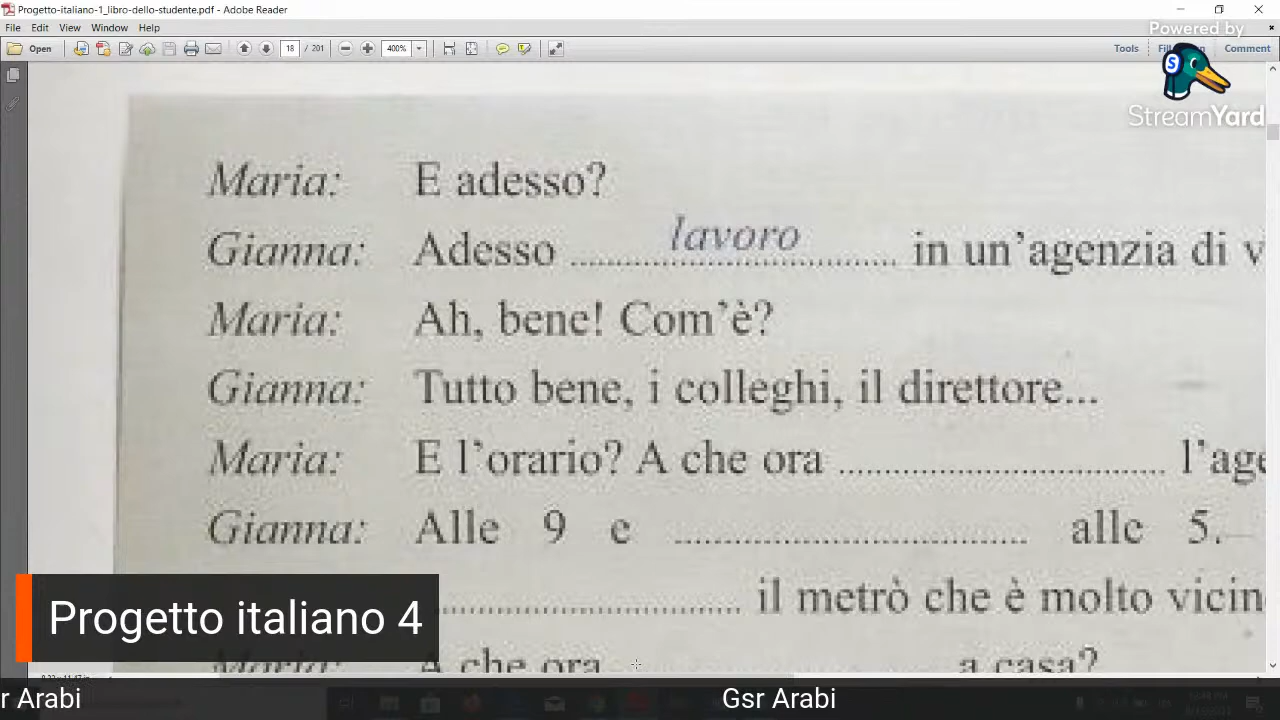 Progetto-italiano-1_libro-dello-studente.pdf - Adobe Reader
File Edit View Window Help
Open 18 / 201 400% Tools Comment
Powered by
StreamYard
Maria: E adesso?
Gianna: Adesso lavoro in un'agenzia di v
Maria: Ah, bene! Com'è?
Gianna: Tutto bene, i colleghi, il direttore...
Maria: E l'orario? A che ora .................................... l'age
Gianna: Alle 9 e ....................................... alle 5.
.................................. il metrò che è molto vicin
Maria: A che ora a casa?
Progetto italiano 4
r Arabi Gsr Arabi